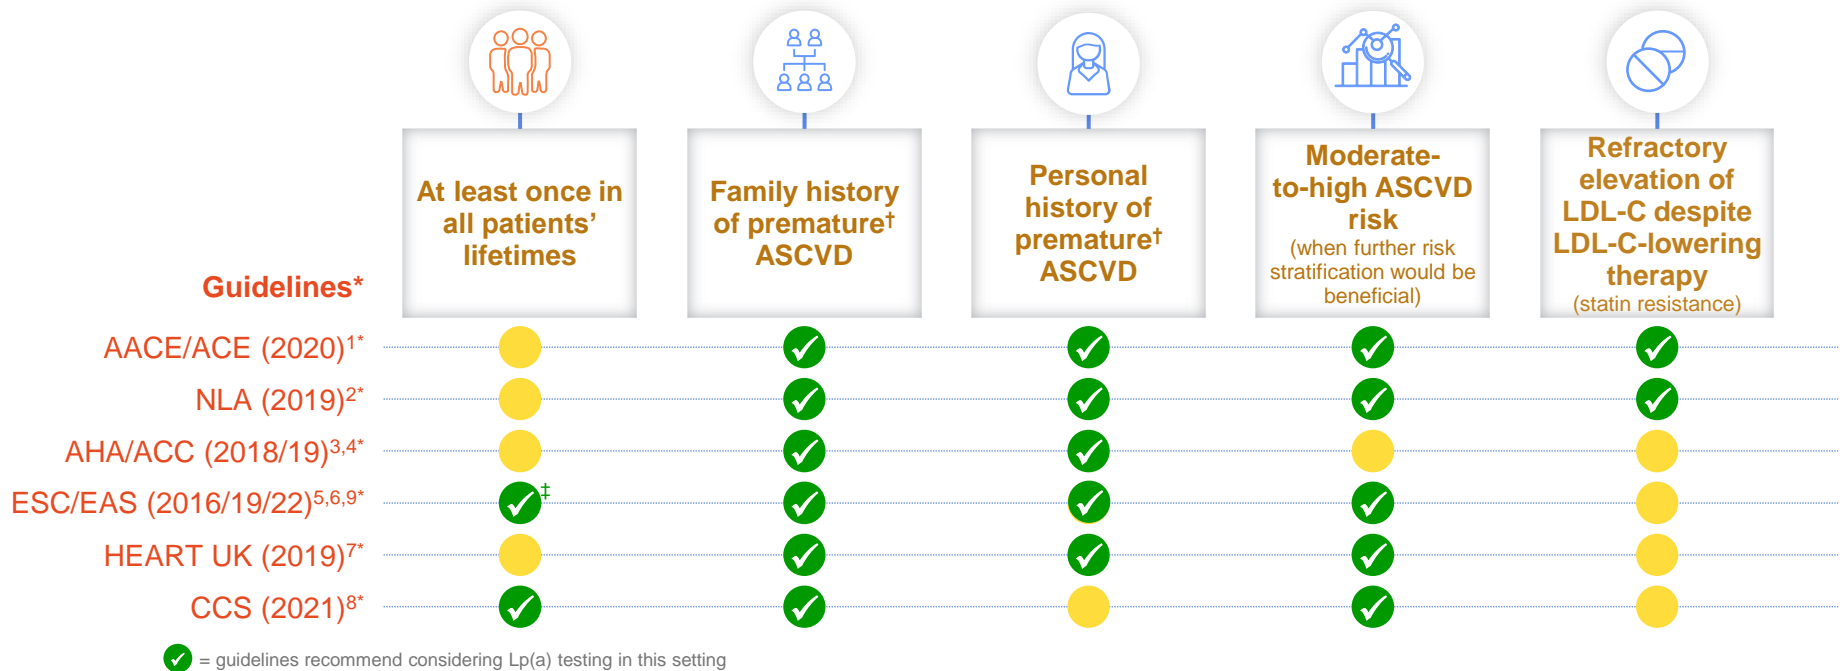 At least once in
all patients’
lifetimes
Family history
of premature†
ASCVD
Personal
history of
premature†
ASCVD
Moderate-
to-high ASCVD
risk
(when further risk
stratification would be
beneficial)
Refractory
elevation of
LDL-C despite
LDL-C-lowering
therapy
(statin resistance)
Guidelines*
AACE/ACE (2020)1*
NLA (2019)2*
AHA/ACC (2018/19)3,4*
ESC/EAS (2016/19/22)5,6,9*
‡
HEART UK (2019)7*
CCS (2021)8*
= guidelines recommend considering Lp(a) testing in this setting